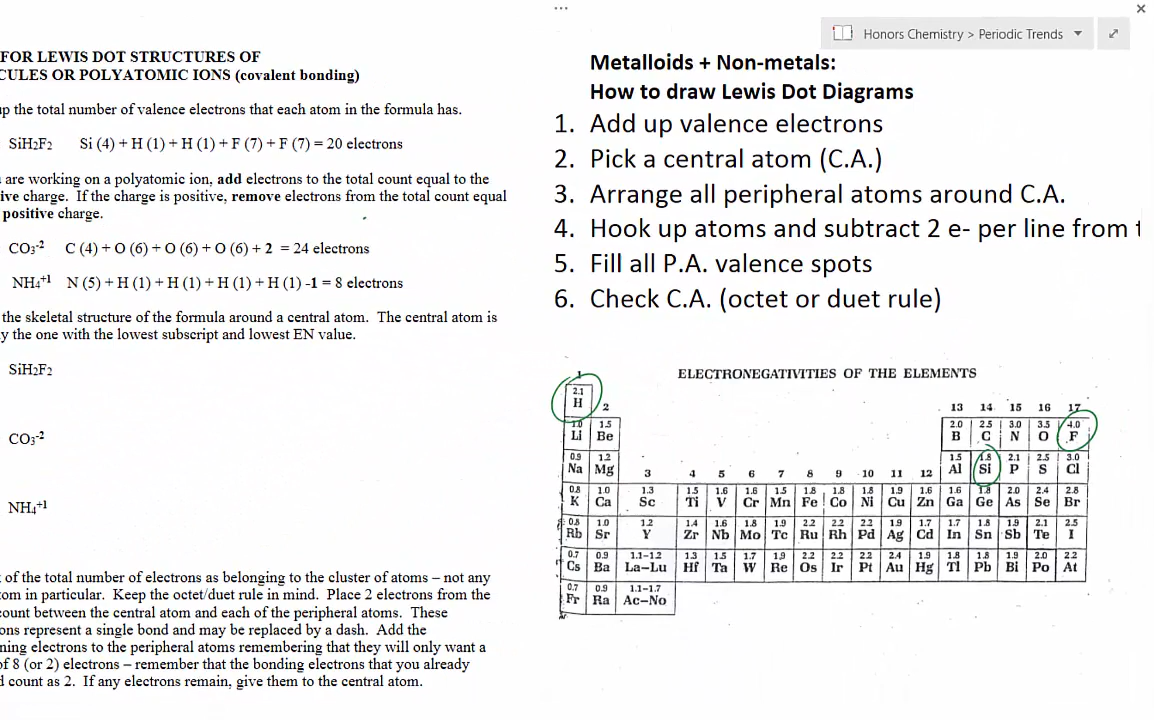 FOR LEWIS DOT STRUCTURES OF
CULES OR POLYATOMIC IONS (covalent bonding)
p the total number of valence electrons that each atom in the formula has.
SiH2F2 Si (4) + H (1) + H (1) + F (7) + F (7) = 20 electrons
are working on a polyatomic ion, add electrons to the total count equal to the
ive charge. If the charge is positive, remove electrons from the total count equal
positive charge.
CO3-2 C (4) + O (6) + O (6) + O (6) + 2 = 24 electrons
NH4+1 N (5) + H (1) + H (1) + H (1) + H (1) -1 = 8 electrons
the skeletal structure of the formula around a central atom. The central atom is
y the one with the lowest subscript and lowest EN value.
SiH2F2
CO3-2
NH4+1
of the total number of electrons as belonging to the cluster of atoms – not any
om in particular. Keep the octet/duet rule in mind. Place 2 electrons from the
count between the central atom and each of the peripheral atoms. These
ons represent a single bond and may be replaced by a dash. Add the
ning electrons to the peripheral atoms remembering that they will only want a
of 8 (or 2) electrons – remember that the bonding electrons that you already
d count as 2. If any electrons remain, give them to the central atom.
Honors Chemistry > Periodic Trends
Metalloids + Non-metals:
How to draw Lewis Dot Diagrams
1. Add up valence electrons
2. Pick a central atom (C.A.)
3. Arrange all peripheral atoms around C.A.
4. Hook up atoms and subtract 2 e- per line from t
5. Fill all P.A. valence spots
6. Check C.A. (octet or duet rule)
ELECTRONEGATIVITIES OF THE ELEMENTS
1
2.1
H 2 13 14 15 16 17
1.0 1.5 2.0 2.5 3.0 3.5 4.0
Li Be B C N O F
0.9 1.2 1.5 1.8 2.1 2.5 3.0
Na Mg 3 4 5 6 7 8 9 10 11 12 Al Si P S Cl
0.8 1.0 1.3 1.5 1.6 1.6 1.5 1.8 1.8 1.8 1.9 1.6 1.6 1.8 2.0 2.4 2.8
K Ca Sc Ti V Cr Mn Fe Co Ni Cu Zn Ga Ge As Se Br
0.8 1.0 1.2 1.4 1.6 1.8 1.9 2.2 2.2 2.2 1.9 1.7 1.7 1.8 1.9 2.1 2.5
Rb Sr Y Zr Nb Mo Tc Ru Rh Pd Ag Cd In Sn Sb Te I
0.7 0.9 1.1-1.2 1.3 1.5 1.7 1.9 2.2 2.2 2.2 2.4 1.9 1.8 1.8 1.9 2.0 2.2
Cs Ba La-Lu Hf Ta W Re Os Ir Pt Au Hg Tl Pb Bi Po At
0.7 0.9 1.1-1.7
Fr Ra Ac-No